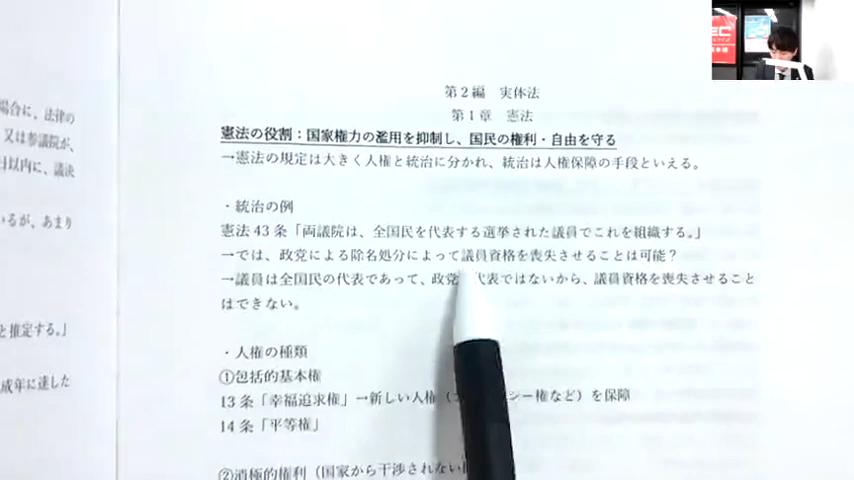 第2編 実体法
第1章 憲法
憲法の役割：国家権力の濫用を抑制し、国民の権利・自由を守る
→憲法の規定は大きく人権と統治に分かれ、統治は人権保障の手段といえる。
・統治の例
憲法43条「両議院は、全国民を代表する選挙された議員でこれを組織する。」
→では、政党による除名処分によって議員資格を喪失させることは可能？
→議員は全国民の代表であって、政党 代表ではないから、議員資格を喪失させること
はできない。
・人権の種類
①包括的基本権
13条「幸福追求権」→新しい人権 シー権など）を保障
14条「平等権」
②消極的権利（国家から干渉されない
場合に、法律の
又は参議院が、
日以内に、議決
いるが、あまり
と推定する。」
成年に達した